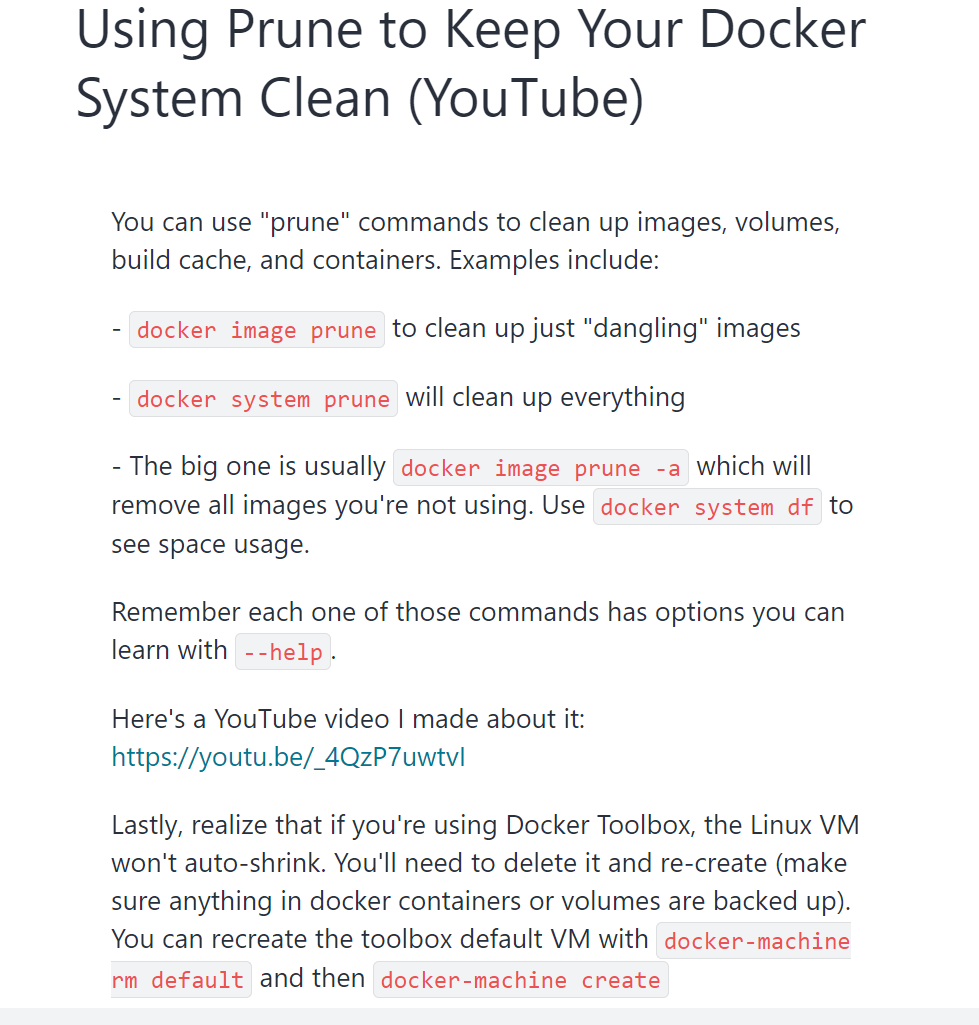 Using Prune to Keep Your Docker
System Clean (YouTube)
You can use "prune" commands to clean up images, volumes,
build cache, and containers. Examples include:
- docker image prune to clean up just "dangling" images
- docker system prune will clean up everything
- The big one is usually docker image prune -a which will
remove all images you're not using. Use docker system df to
see space usage.
Remember each one of those commands has options you can
learn with --help.
Here's a YouTube video I made about it:
https://youtu.be/_4QzP7uwtvI
Lastly, realize that if you're using Docker Toolbox, the Linux VM
won't auto-shrink. You'll need to delete it and re-create (make
sure anything in docker containers or volumes are backed up).
You can recreate the toolbox default VM with docker-machine
rm default and then docker-machine create